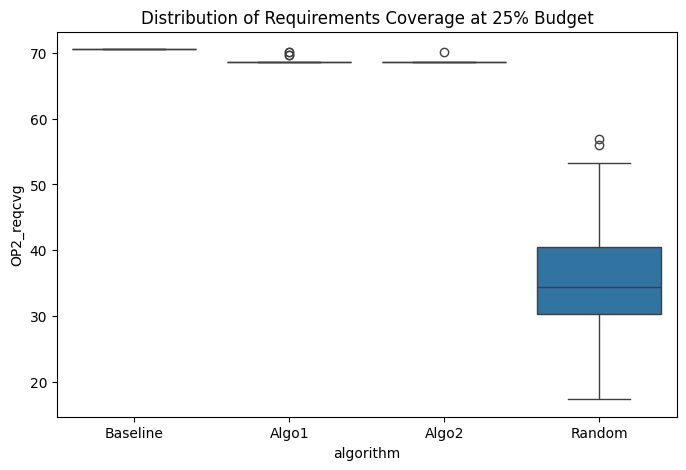 Distribution of Requirements Coverage at 25% Budget
OP2_reqcvg
70
60
50
40
30
20
Baseline
Algo1
Algo2
Random
algorithm